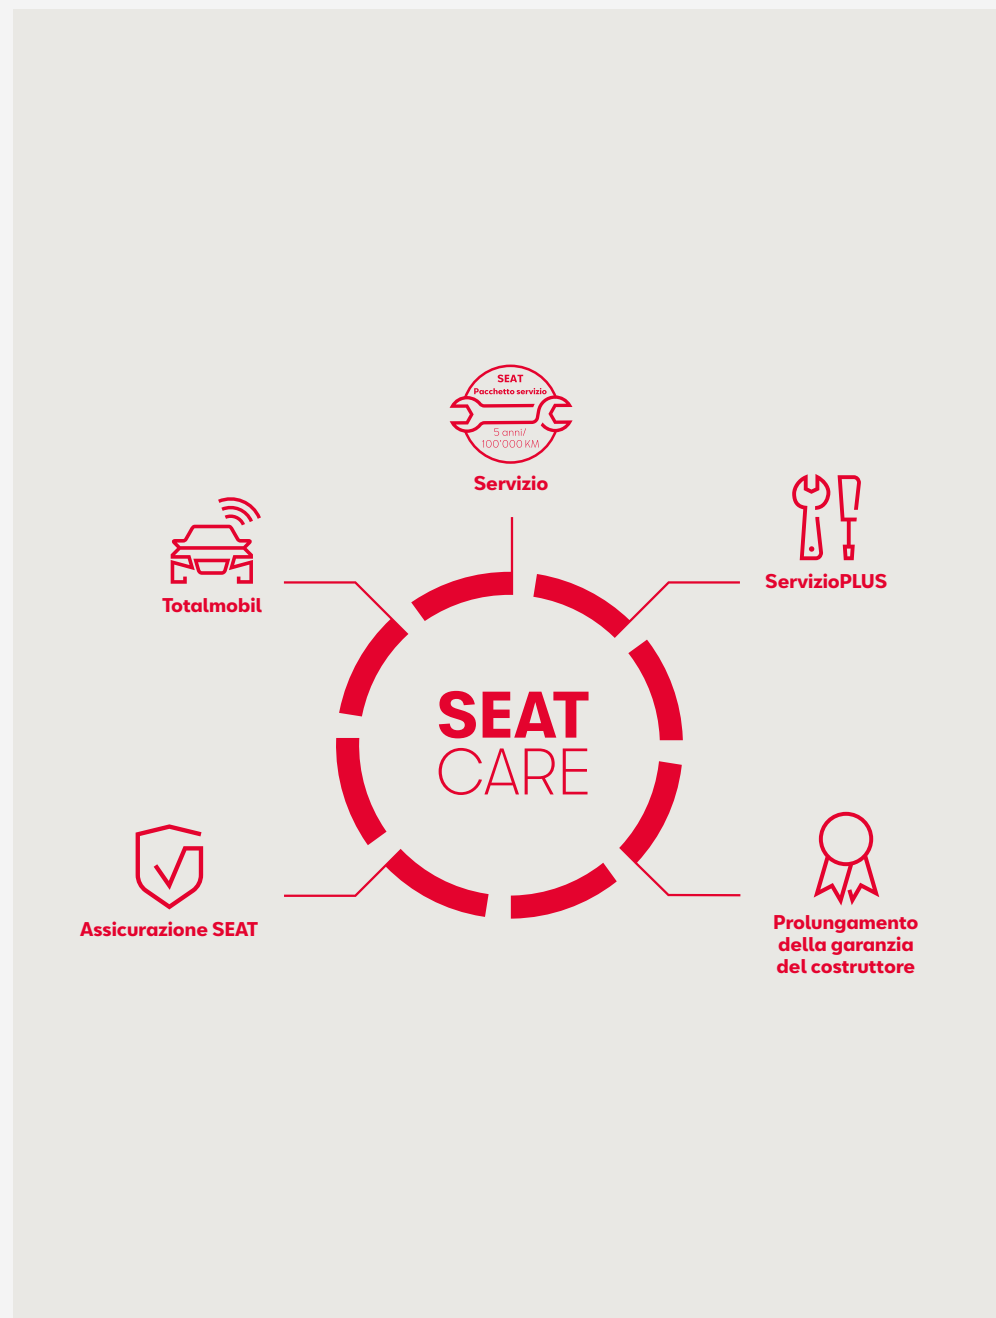 SEAT
Pacchetto servizio
5 anni/
100'000 KM
Servizio
ServizioPLUS
Totalmobil
SEAT
CARE
Assicurazione SEAT
Prolungamento
della garanzia
del costruttore